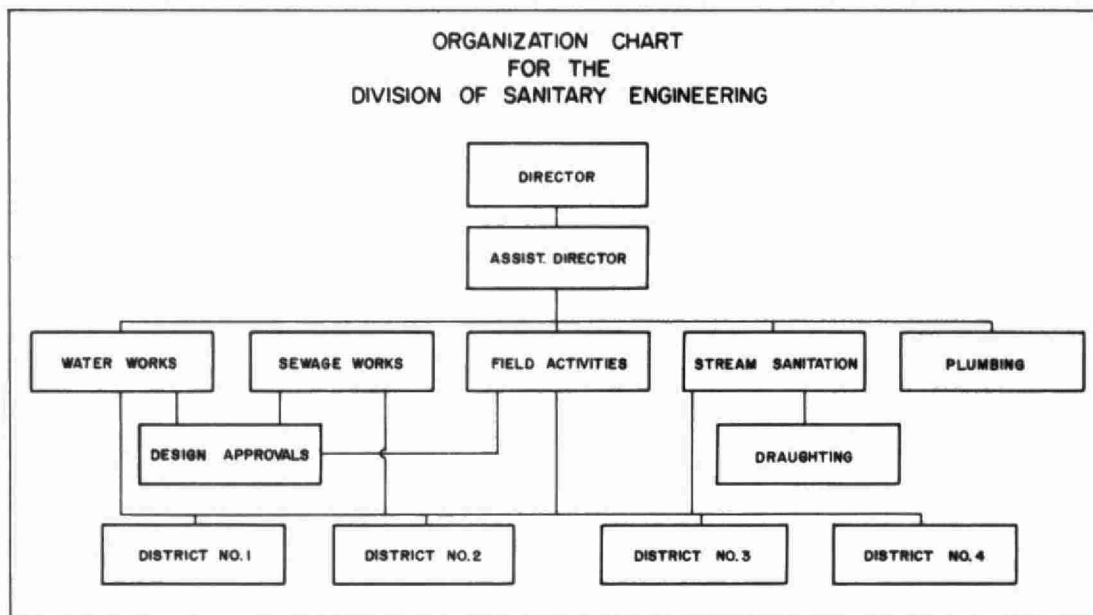 ORGANIZATION CHART
FOR THE
DIVISION OF SANITARY ENGINEERING
DIRECTOR
ASSIST. DIRECTOR
WATER WORKS
SEWAGE WORKS
FIELD ACTIVITIES
STREAM SANITATION
PLUMBING
DESIGN APPROVALS
DRAUGHTING
DISTRICT NO. 1
DISTRICT NO. 2
DISTRICT NO. 3
DISTRICT NO. 4